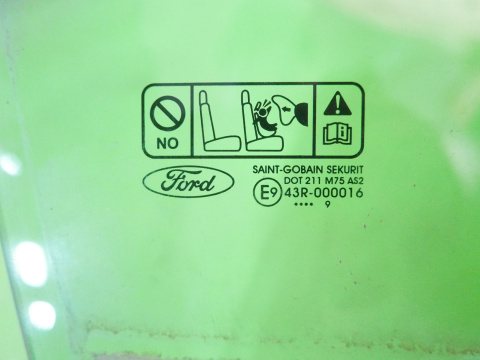 NO
Ford
SAINT-GOBAIN SEKURIT
DOT 211 M75 AS2
E9 43R-000016
•••• 9